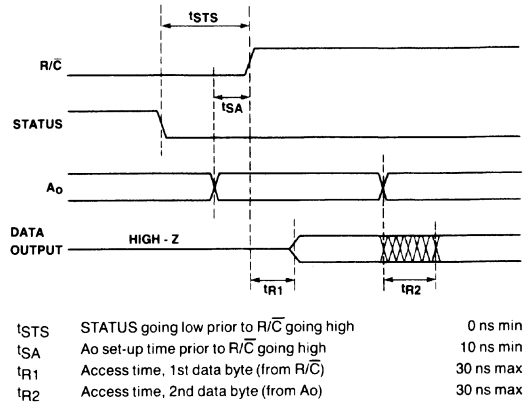 tSTS
R/C̅
tSA
STATUS
Ao
DATA
OUTPUT
HIGH - Z
tR1
tR2
tSTS STATUS going low prior to R/C̅ going high 0 ns min
tSA Ao set-up time prior to R/C̅ going high 10 ns min
tR1 Access time, 1st data byte (from R/C̅) 30 ns max
tR2 Access time, 2nd data byte (from Ao) 30 ns max